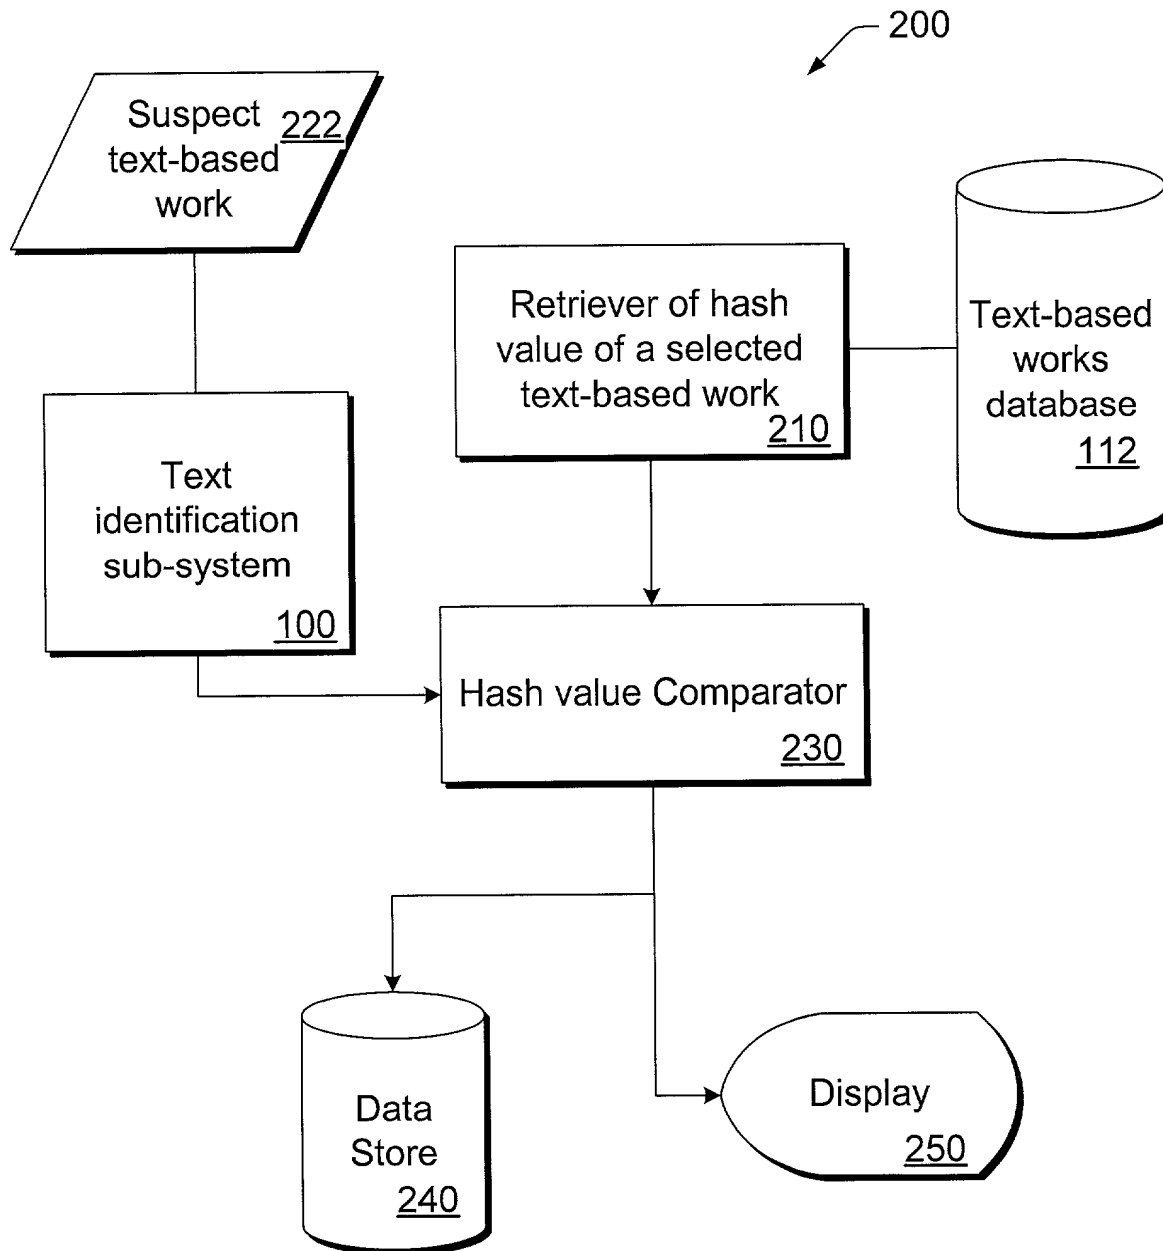 200
Suspect
222
text-based
work
Retriever of hash
value of a selected
text-based work
210
Text-based
works
database
112
Text
identification
sub-system
100
Hash value Comparator
230
Data
Store
240
Display
250